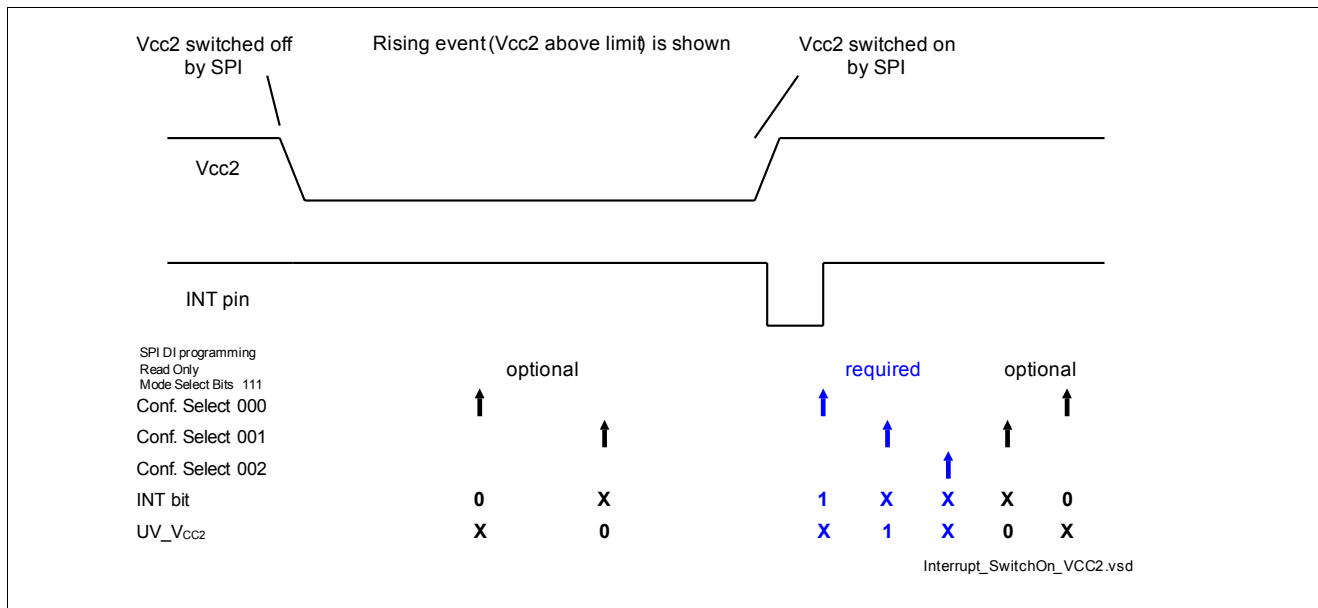 Vcc2 switched off
by SPI
Rising event (Vcc2 above limit) is shown
Vcc2 switched on
by SPI
Vcc2
INT pin
SPI DI programming
Read Only
Mode Select Bits 111
optional
required
optional
Conf. Select 000
Conf. Select 001
Conf. Select 002
INT bit 0 X 1 X X X 0
UV_VCC2 X 0 X 1 X 0 X
Interrupt_SwitchOn_VCC2.vsd